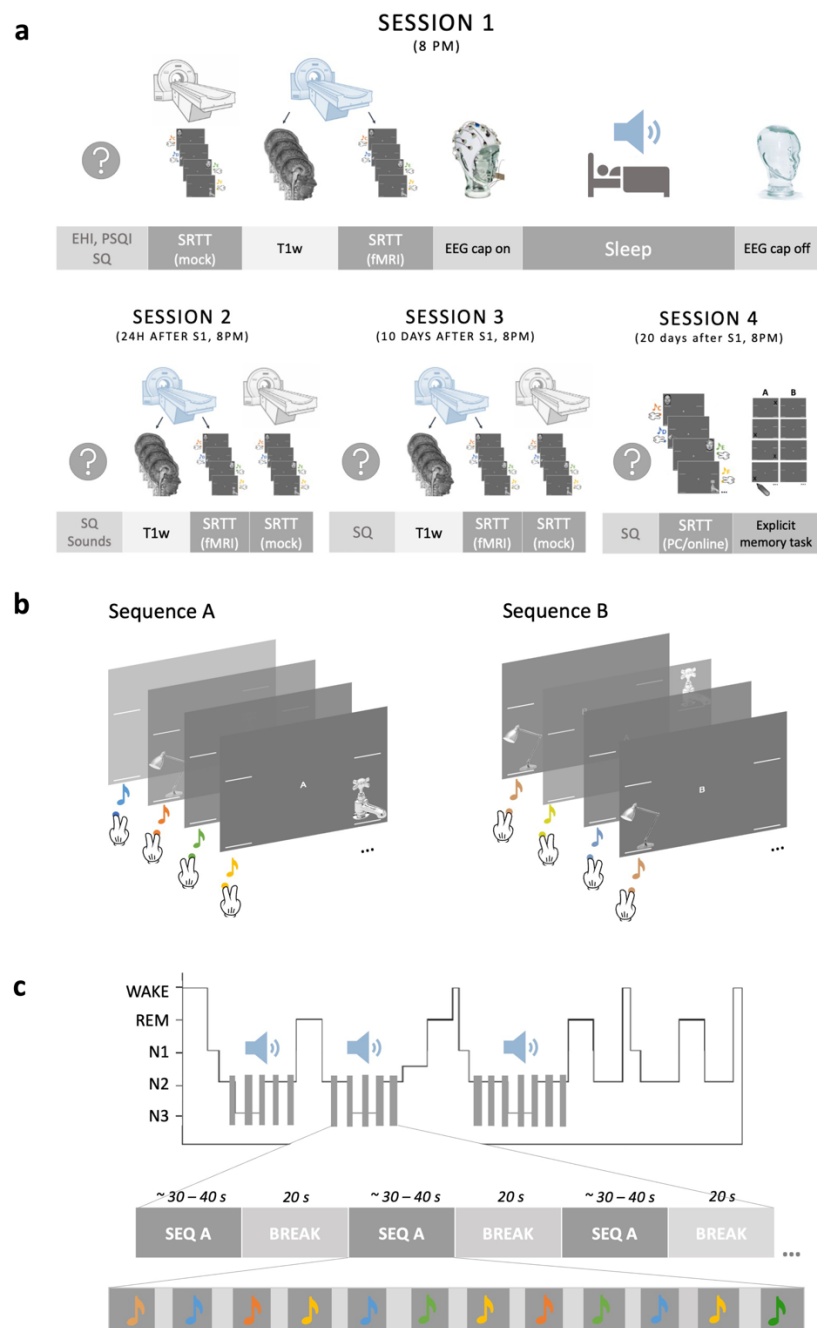 a
SESSION 1
(8 PM)
?
EHI, PSQI
SQ
SRTT
(mock)
T1w
SRTT
(fMRI)
EEG cap on
Sleep
EEG cap off
SESSION 2
(24H AFTER S1, 8PM)
?
SQ
Sounds
T1w
SRTT
(fMRI)
SRTT
(mock)
SESSION 3
(10 DAYS AFTER S1, 8PM)
?
SQ
T1w
SRTT
(fMRI)
SRTT
(mock)
SESSION 4
(20 days after S1, 8PM)
?
...
A B
...
...
SQ
SRTT
(PC/online)
Explicit
memory task
b
Sequence A
A
...
Sequence B
B
...
c
WAKE
REM
N1
N2
N3
~ 30 – 40 s 20 s ~ 30 – 40 s 20 s ~ 30 – 40 s 20 s
SEQ A BREAK SEQ A BREAK SEQ A BREAK ...